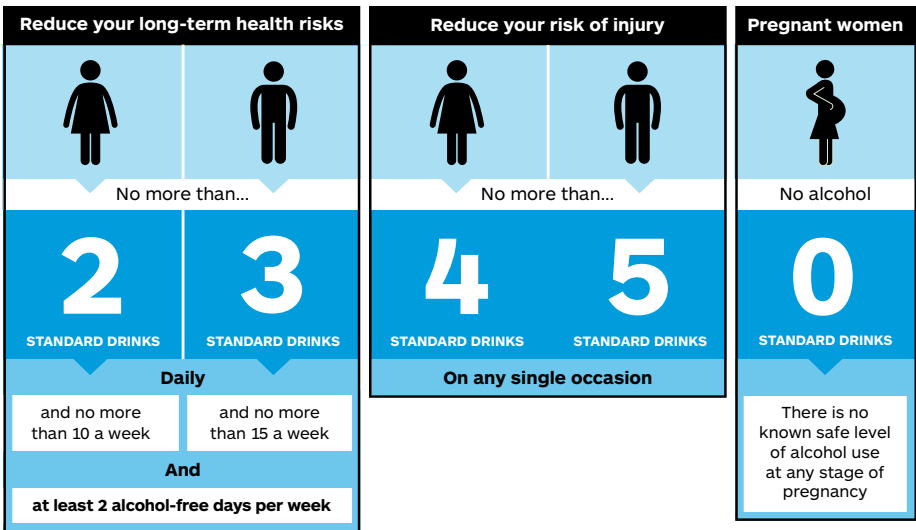 Reduce your long-term health risks
No more than...
2
3
STANDARD DRINKS
STANDARD DRINKS
Daily
and no more
than 10 a week
and no more
than 15 a week
And
at least 2 alcohol-free days per week
Reduce your risk of injury
No more than...
4
5
STANDARD DRINKS
STANDARD DRINKS
On any single occasion
Pregnant women
No alcohol
0
STANDARD DRINKS
There is no
known safe level
of alcohol use
at any stage of
pregnancy